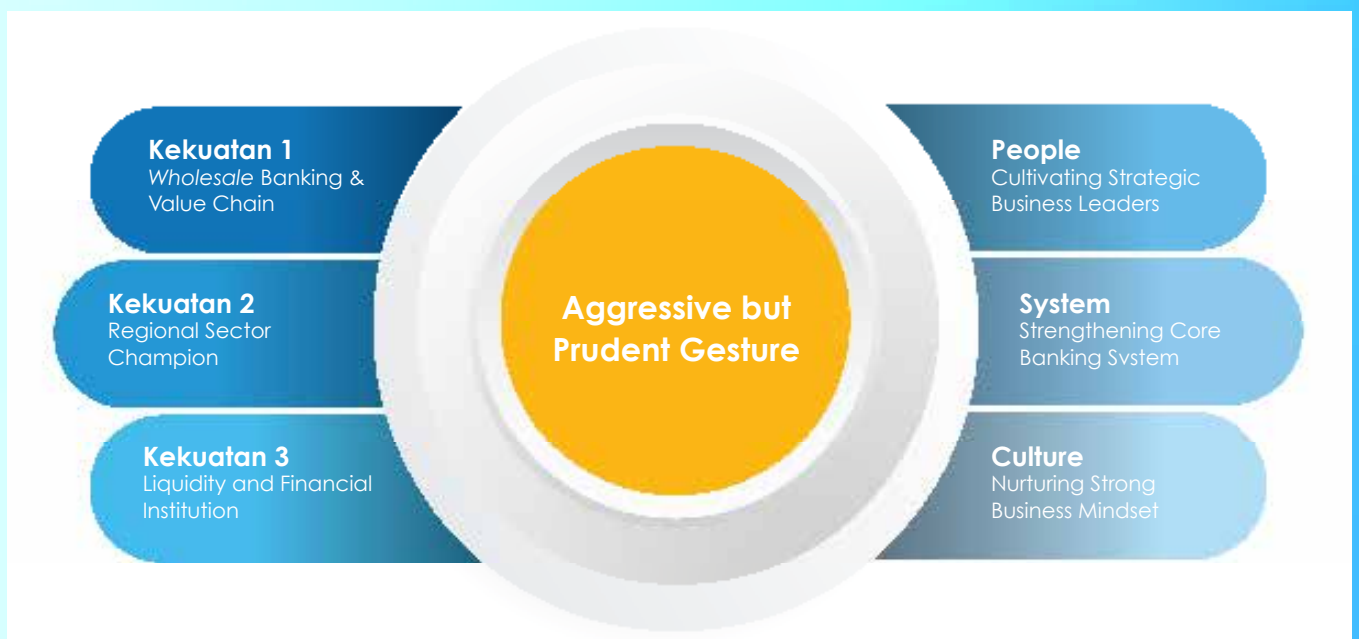 Kekuatan 1
Wholesale Banking &
Value Chain
Kekuatan 2
Regional Sector
Champion
Kekuatan 3
Liquidity and Financial
Institution
Aggressive but
Prudent Gesture
People
Cultivating Strategic
Business Leaders
System
Strengthening Core
Banking System
Culture
Nurturing Strong
Business Mindset